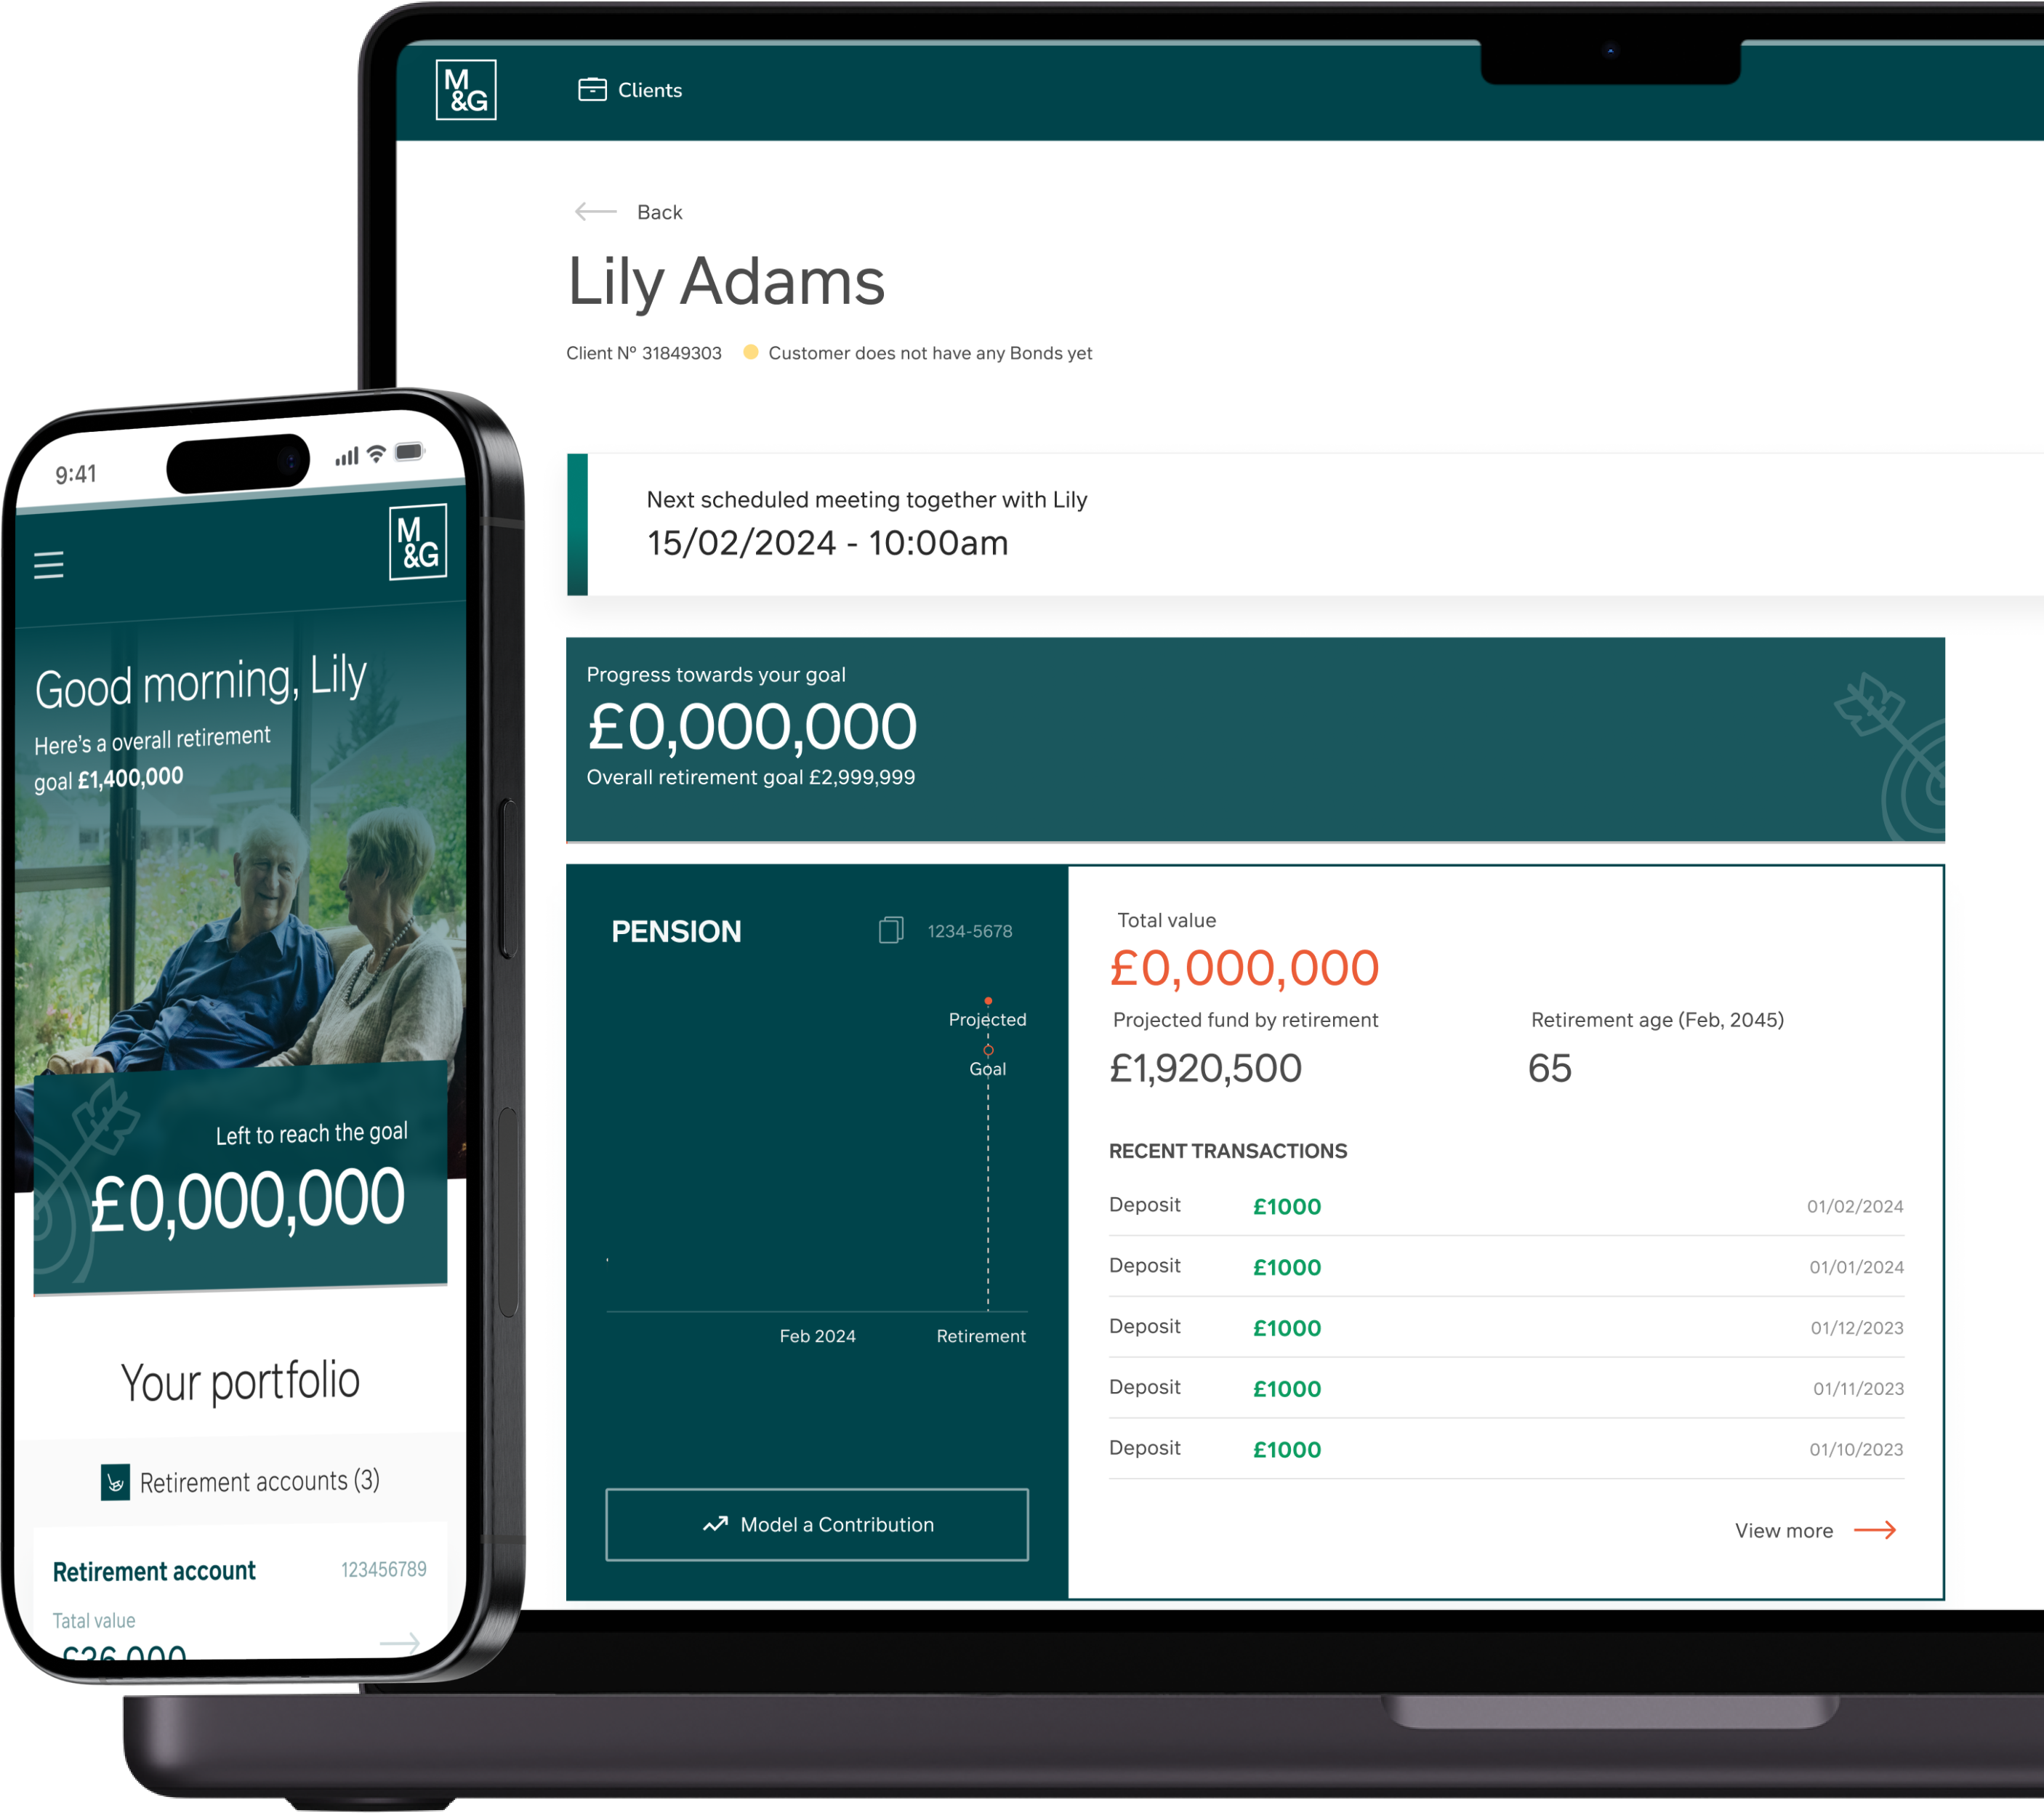 M
&G
Clients
Back
Lily Adams
Client Nº 31849303
Customer does not have any Bonds yet
Next scheduled meeting together with Lily
15/02/2024 - 10:00am
Progress towards your goal
£0,000,000
Overall retirement goal £2,999,999
PENSION
1234-5678
Projected
Goal
Feb 2024
Retirement
Model a Contribution
Total value
£0,000,000
Projected fund by retirement
£1,920,500
Retirement age (Feb, 2045)
65
RECENT TRANSACTIONS
Deposit £1000 01/02/2024
Deposit £1000 01/01/2024
Deposit £1000 01/12/2023
Deposit £1000 01/11/2023
Deposit £1000 01/10/2023
View more
9:41
M
&G
Good morning, Lily
Here's a overall retirement
goal £1,400,000
Left to reach the goal
£0,000,000
Your portfolio
Retirement accounts (3)
Retirement account
123456789
Tatal value
£36,000